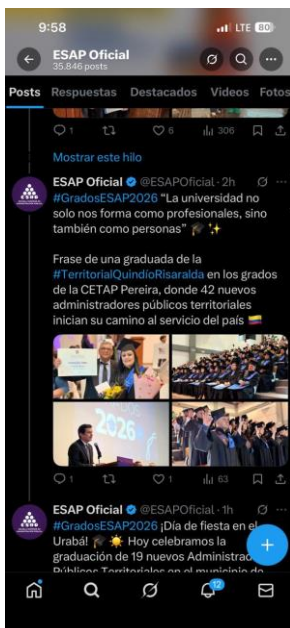 9:58
LTE 80
ESAP Oficial
35.846 posts
Posts Respuestas Destacados Videos Fotos
1 6 306
Mostrar este hilo
ESAP Oficial @ESAPOficial · 2h
#GradosESAP2026 “La universidad no
solo nos forma como profesionales, sino
también como personas” 🎓✨
Frase de una graduada de la
#TerritorialQuindíoRisaralda en los grados
de la CETAP Pereira, donde 42 nuevos
administradores públicos territoriales
inician su camino al servicio del país 🇨🇴
2026
1 1 63
ESAP Oficial @ESAPOficial · 1h
#GradosESAP2026 ¡Día de fiesta en el
Urabá! 🎓☀️ Hoy celebramos la
graduación de 19 nuevos Administrad
Públicos Territoriales en el municipio de
12